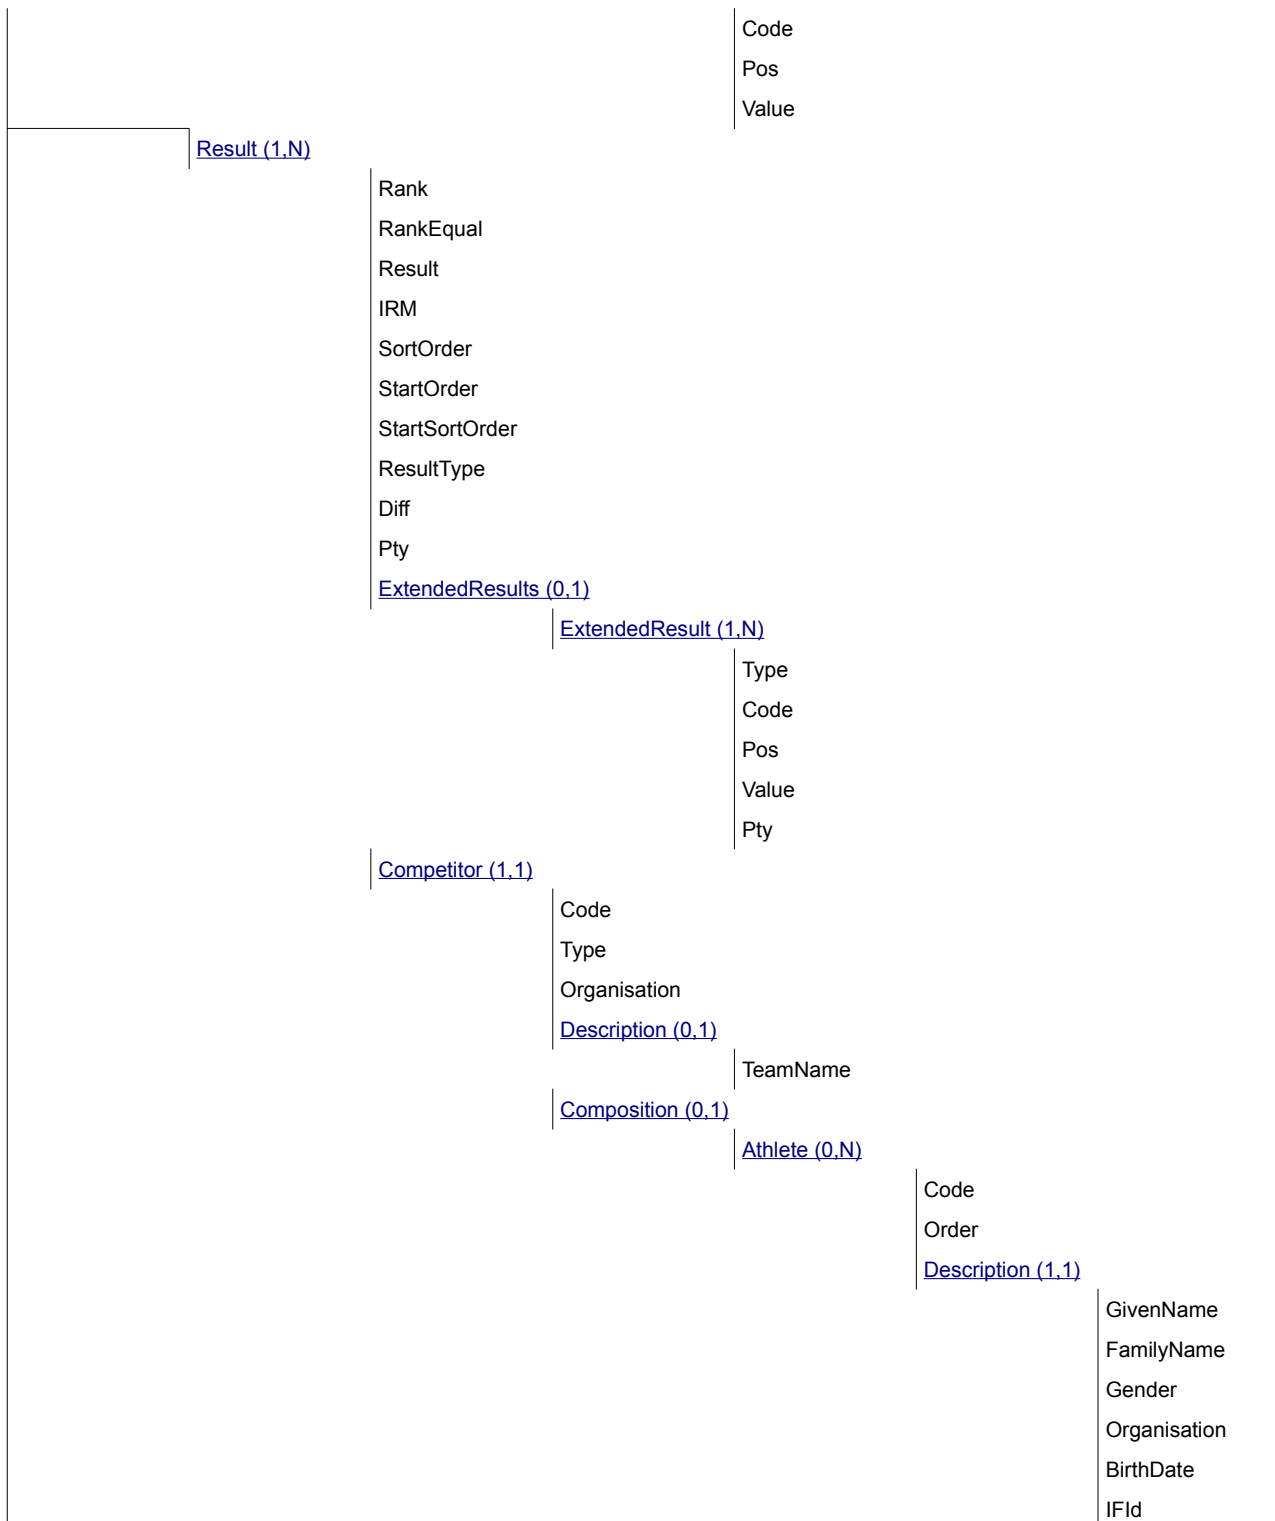 Code
Pos
Value
Result (1,N)
Rank
RankEqual
Result
IRM
SortOrder
StartOrder
StartSortOrder
ResultType
Diff
Pty
ExtendedResults (0,1)
ExtendedResult (1,N)
Type
Code
Pos
Value
Pty
Competitor (1,1)
Code
Type
Organisation
Description (0,1)
TeamName
Composition (0,1)
Athlete (0,N)
Code
Order
Description (1,1)
GivenName
FamilyName
Gender
Organisation
BirthDate
IFId